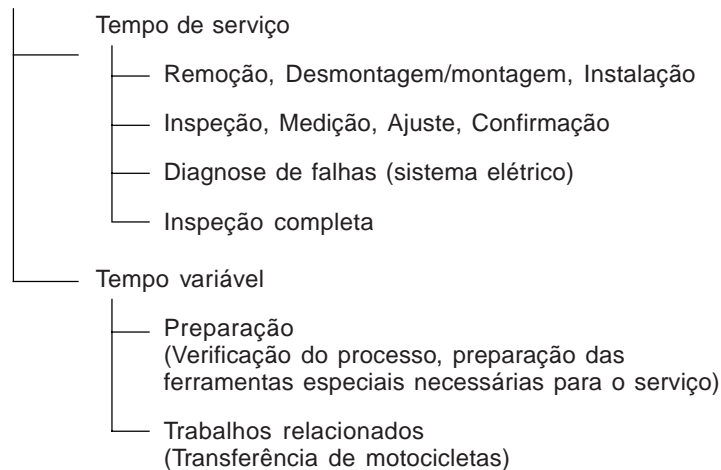 Tempo de serviço
Remoção, Desmontagem/montagem, Instalação
Inspeção, Medição, Ajuste, Confirmação
Diagnose de falhas (sistema elétrico)
Inspeção completa
Tempo variável
Preparação
(Verificação do processo, preparação das
ferramentas especiais necessárias para o serviço)
Trabalhos relacionados
(Transferência de motocicletas)